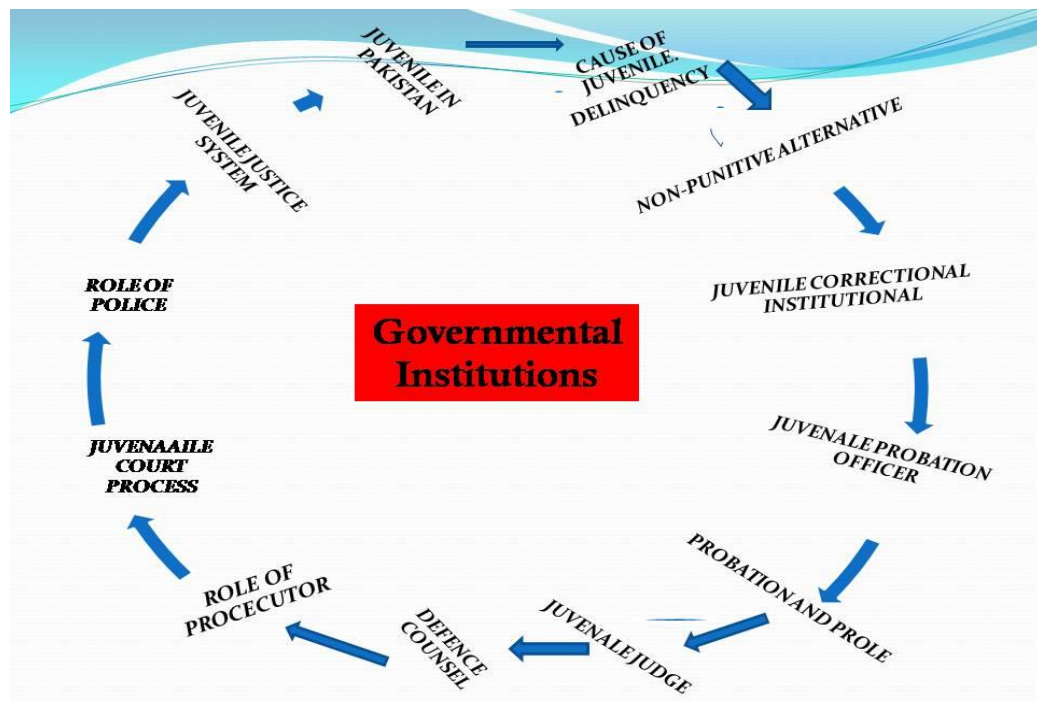 JUVENILE IN
PAKISTAN
CAUSE OF
JUVENILE.
DELINQUENCY
NON-PUNITIVE ALTERNATIVE
JUVENILE CORRECTIONAL
INSTITUTIONAL
JUVENALE PROBATION
OFFICER
PROBATION AND PROLE
JUVENALE JUDGE
DEFENCE
COUNSEL
ROLE OF
PROCECUTOR
JUVENAAILE
COURT
PROCESS
ROLE OF
POLICE
JUVENILE JUSTICE
SYSTEM
Governmental
Institutions